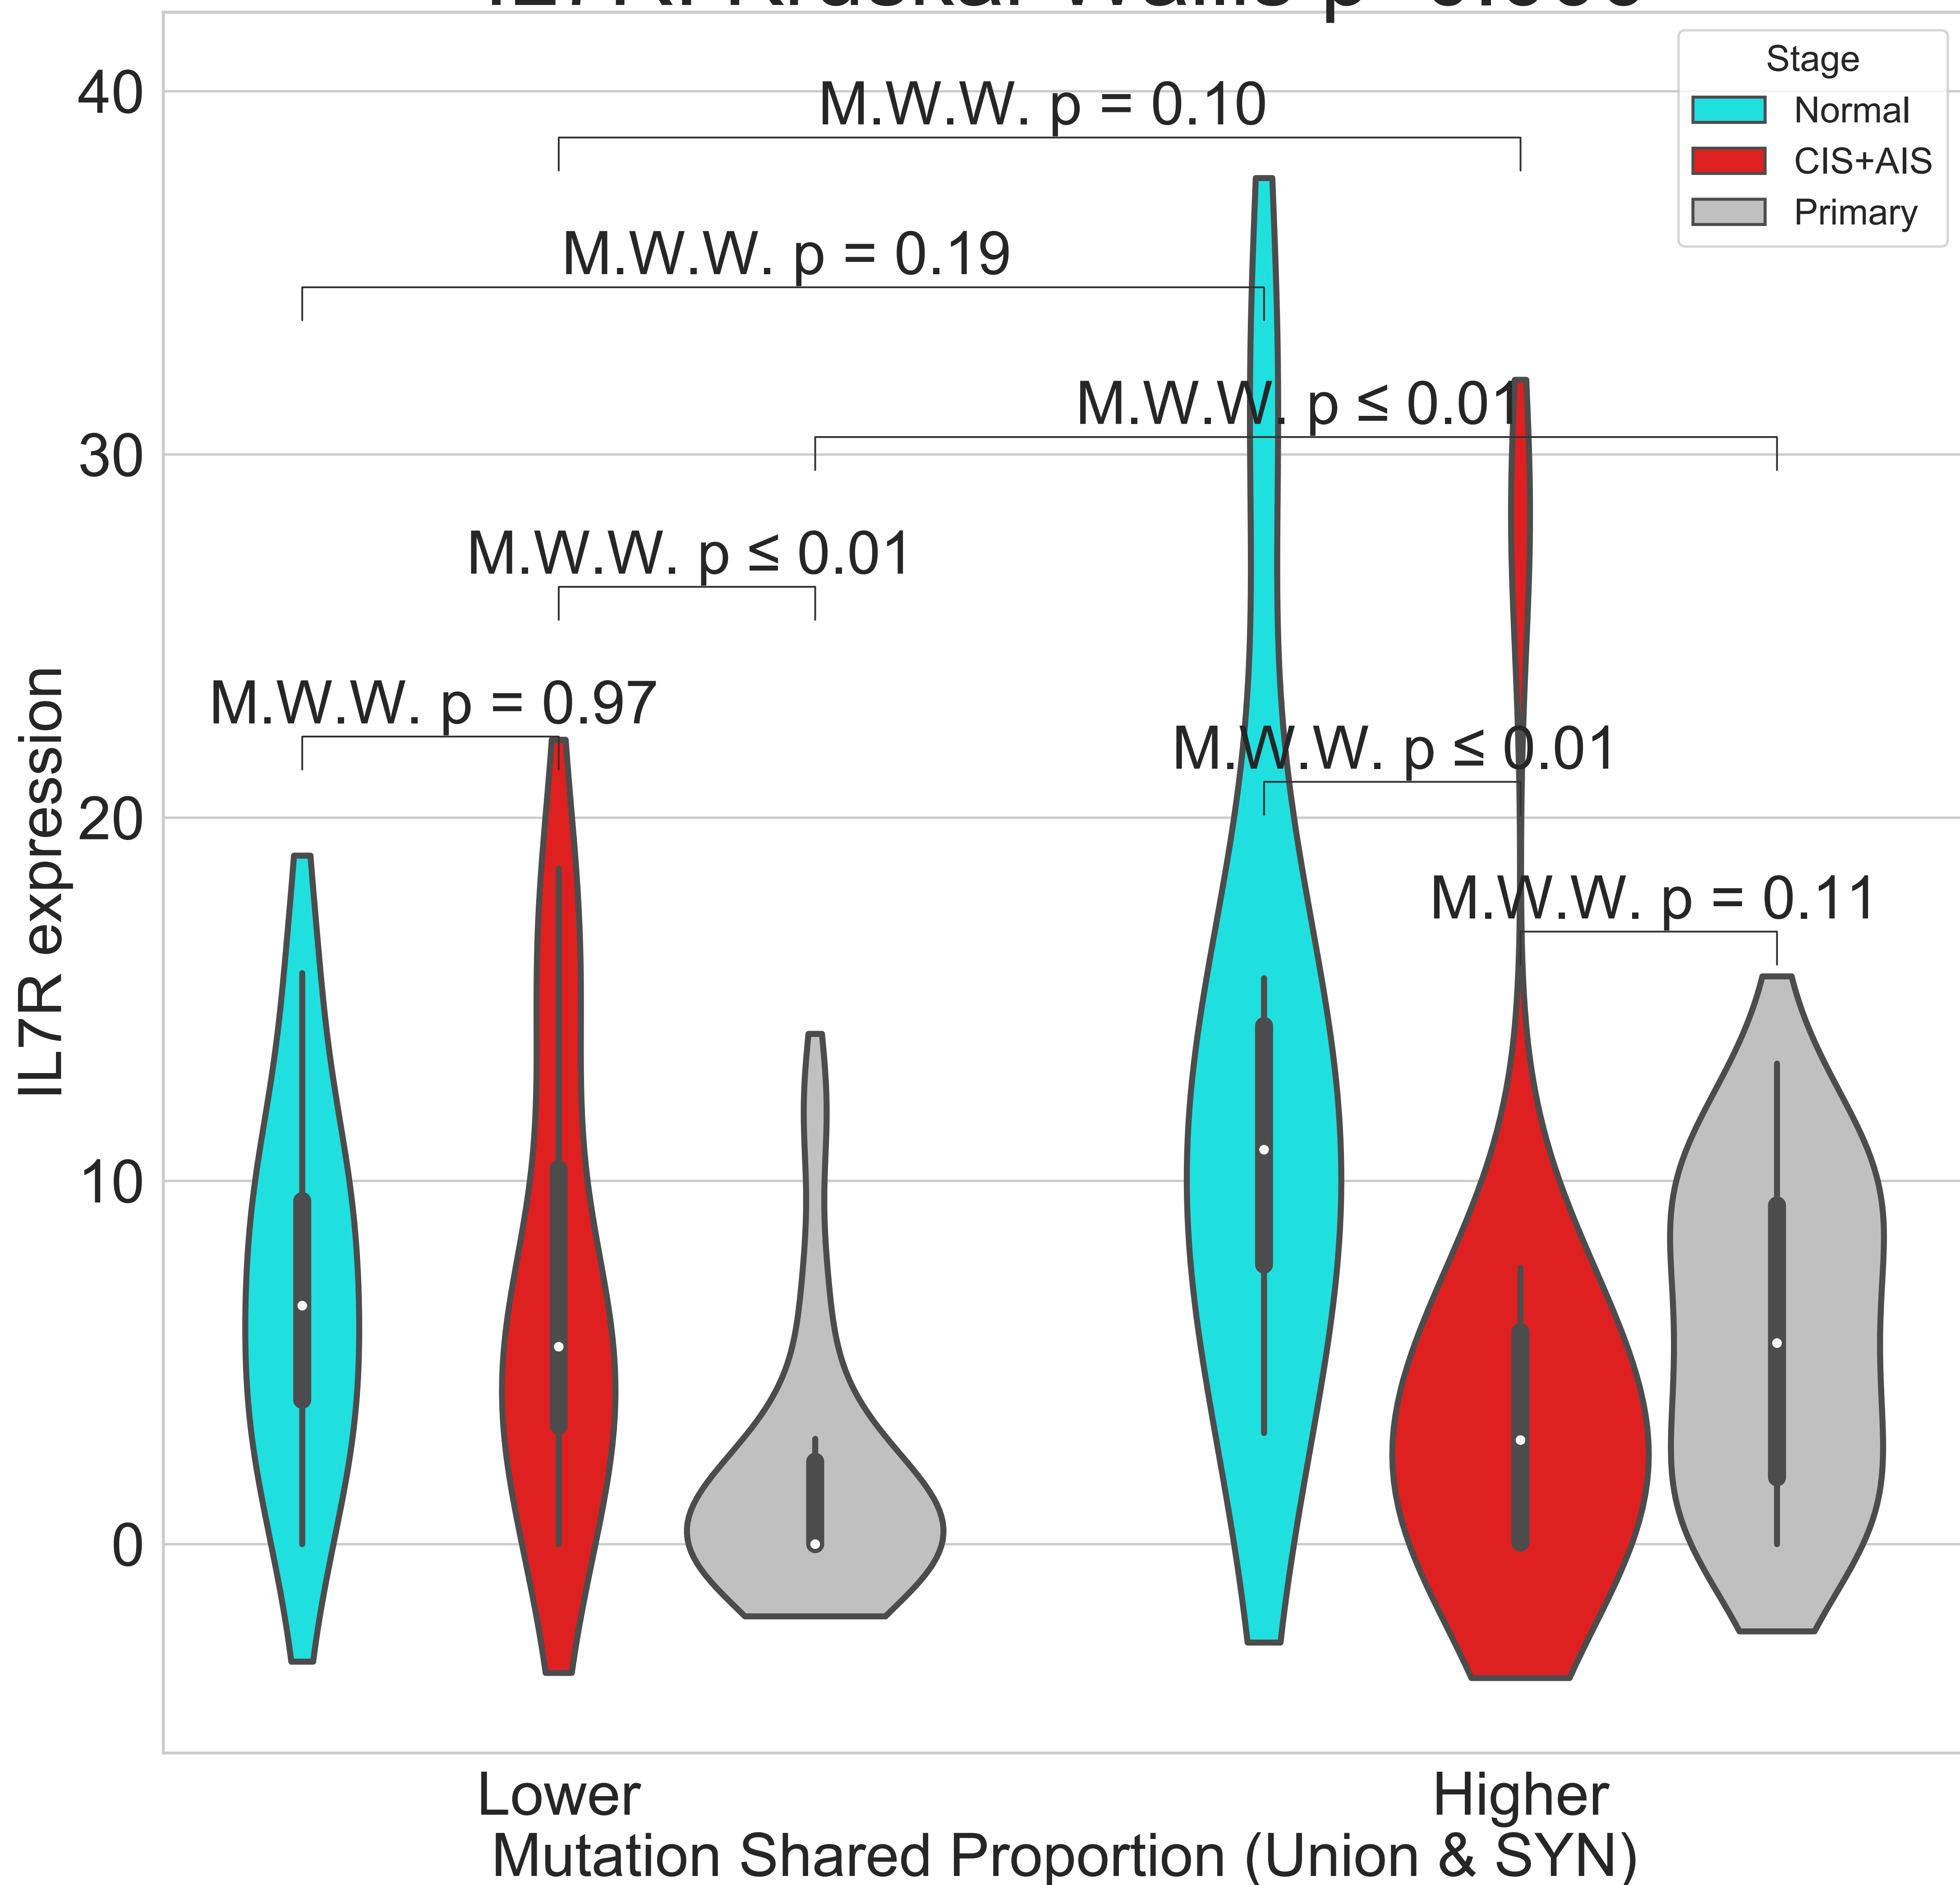 Stage
Normal
CIS+AIS
Primary
40
30
20
10
0
IL7R expression
M.W.W. p = 0.10
M.W.W. p = 0.19
M.W.W. p ≤ 0.01
M.W.W. p ≤ 0.01
M.W.W. p = 0.97
M.W.W. p ≤ 0.01
M.W.W. p = 0.11
Lower
Higher
Mutation Shared Proportion (Union & SYN)